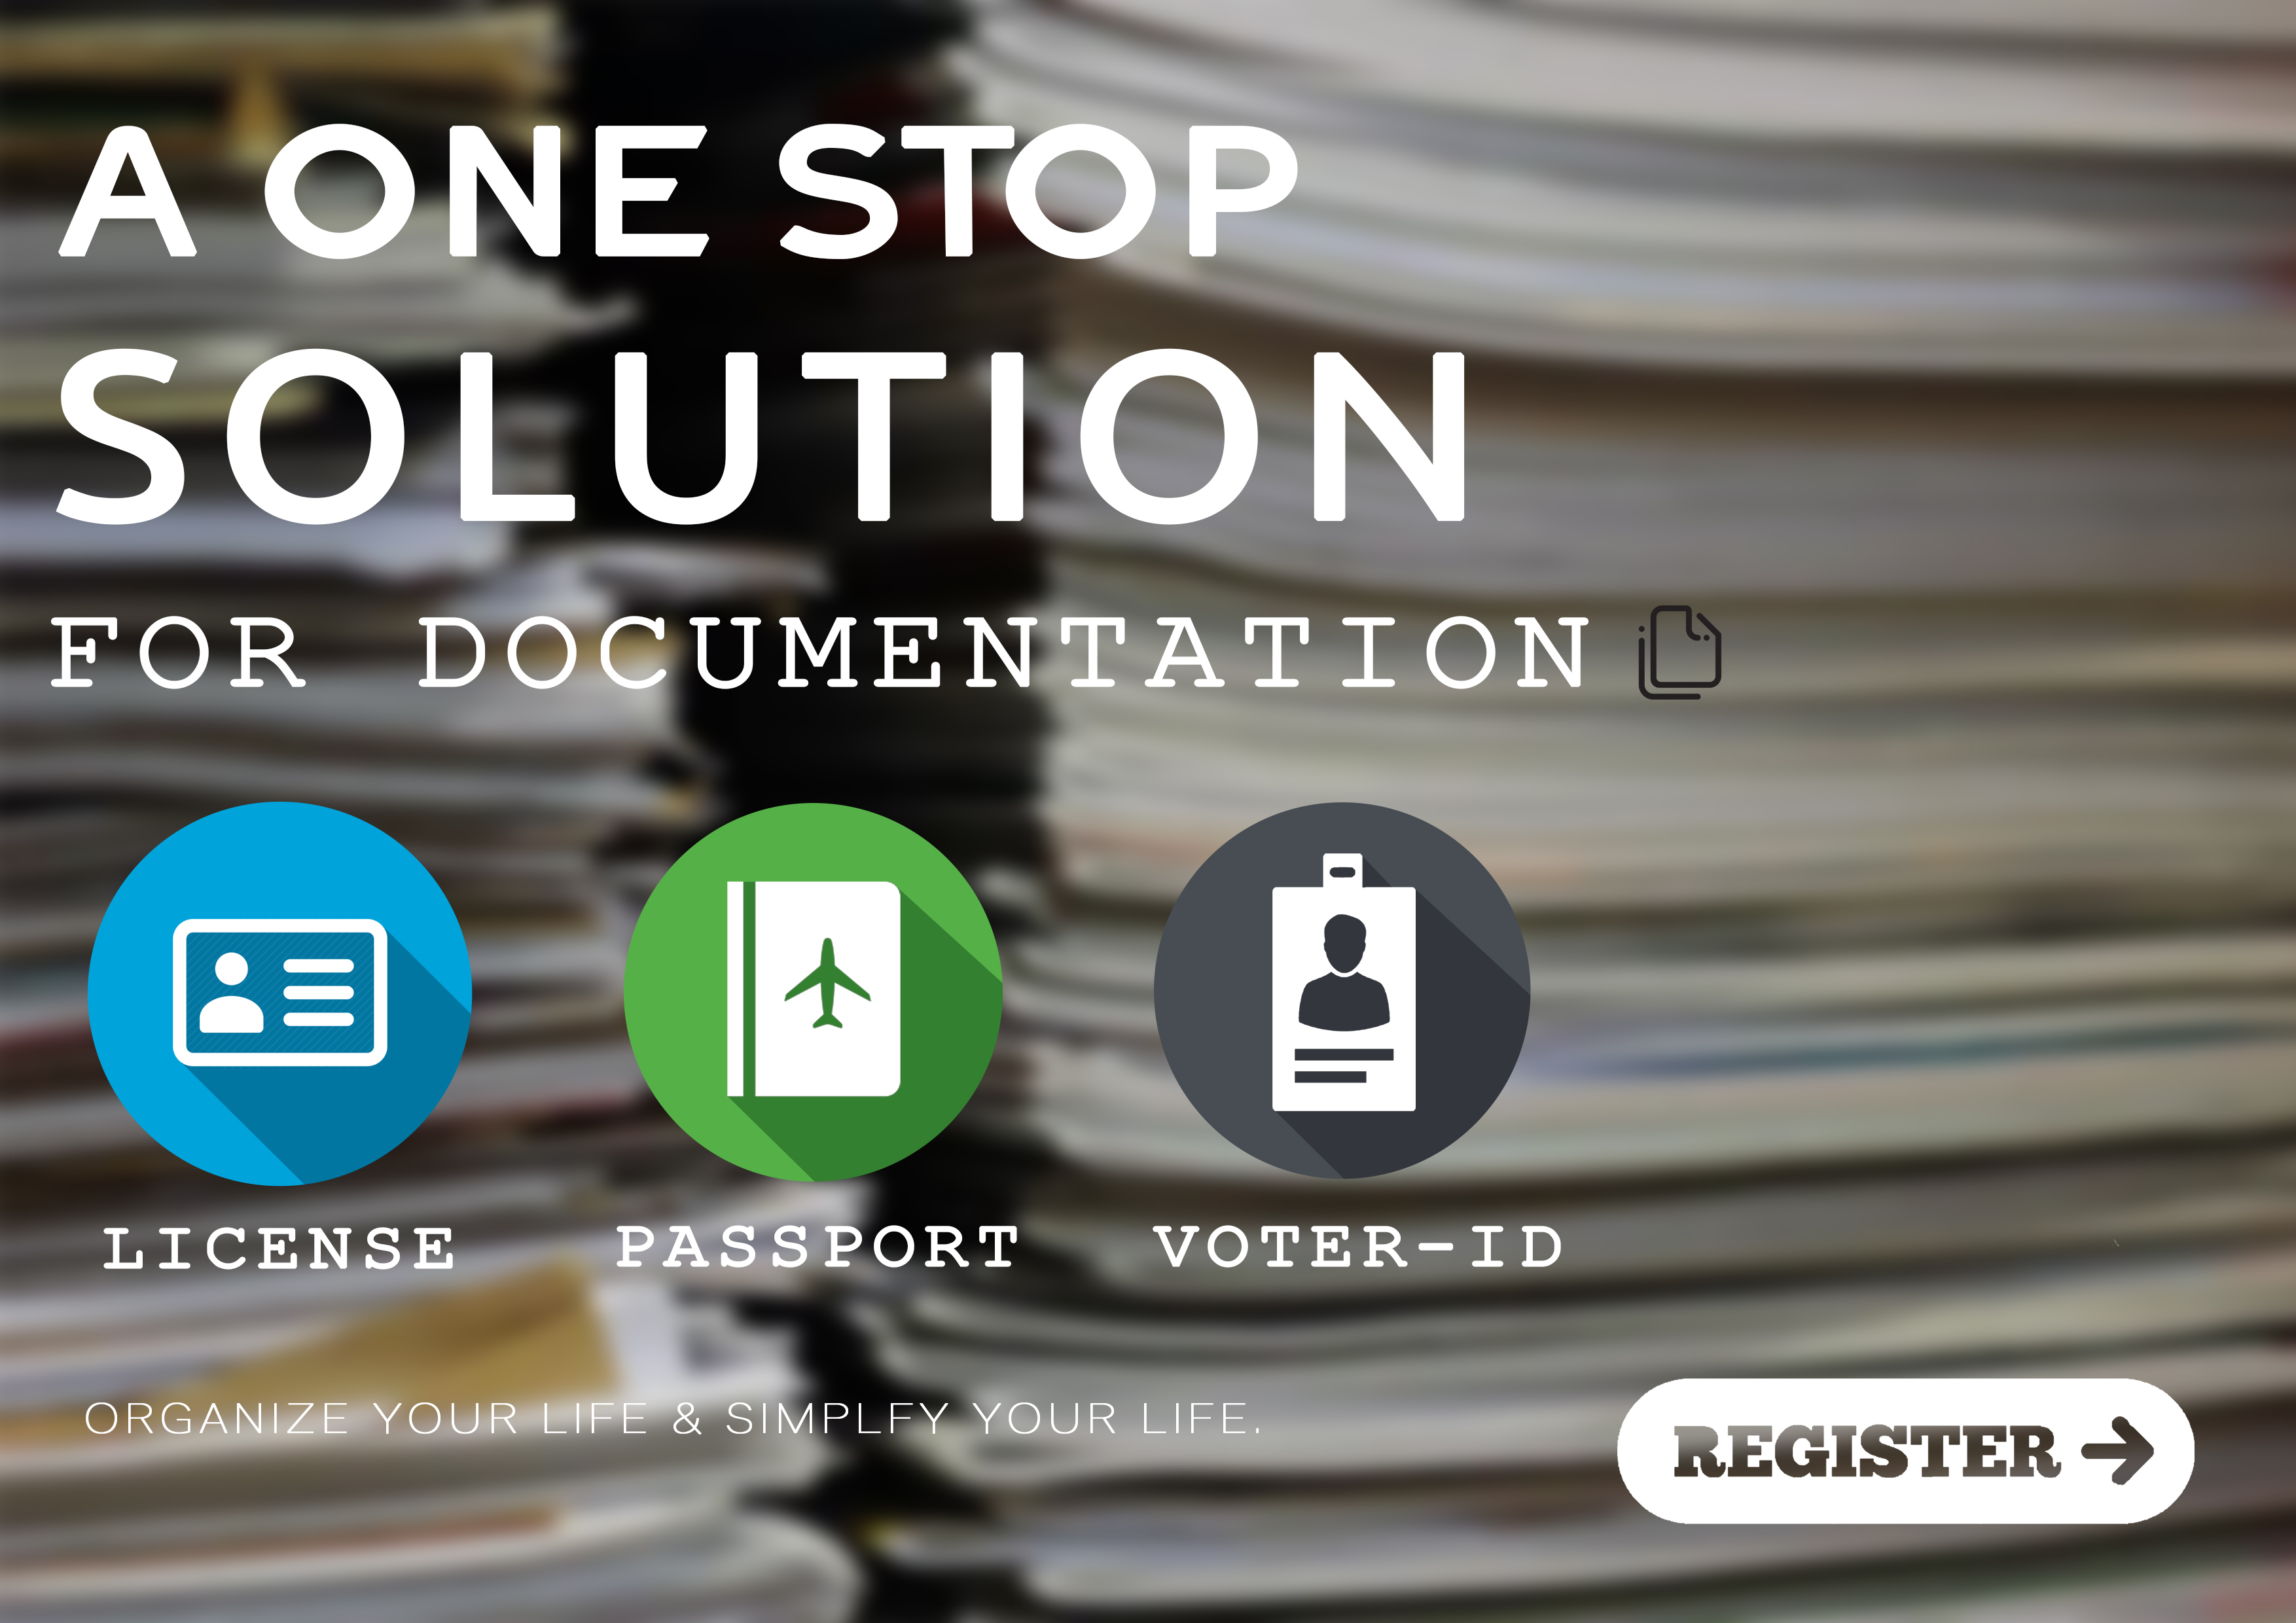 A ONE STOP
SOLUTION
FOR DOCUMENTATION
LICENSE PASSPORT VOTER-ID
ORGANIZE YOUR LIFE & SIMPLFY YOUR LIFE.
REGISTER